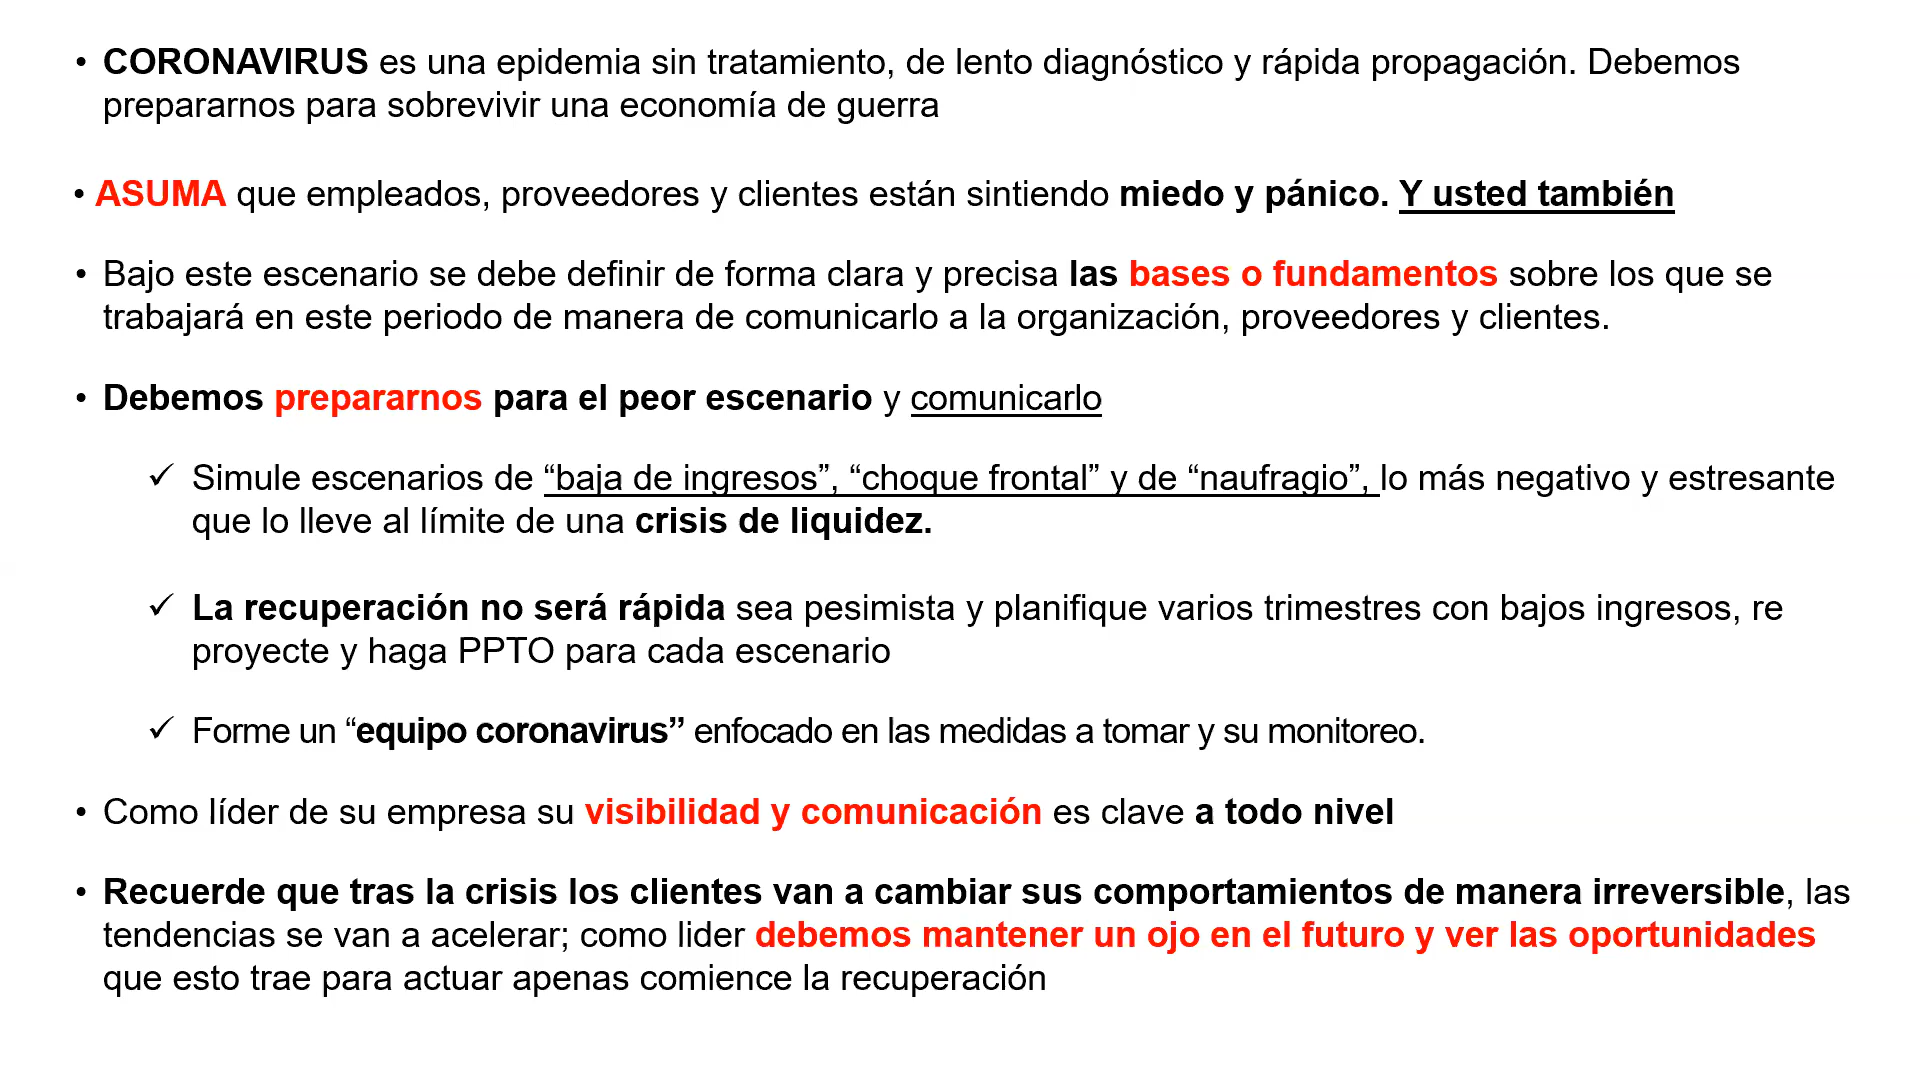 • CORONAVIRUS es una epidemia sin tratamiento, de lento diagnóstico y rápida propagación. Debemos
prepararnos para sobrevivir una economía de guerra
• ASUMA que empleados, proveedores y clientes están sintiendo miedo y pánico. Y usted también
• Bajo este escenario se debe definir de forma clara y precisa las bases o fundamentos sobre los que se
trabajará en este periodo de manera de comunicarlo a la organización, proveedores y clientes.
• Debemos prepararnos para el peor escenario y comunicarlo
✓ Simule escenarios de “baja de ingresos”, “choque frontal” y de “naufragio”, lo más negativo y estresante
que lo lleve al límite de una crisis de liquidez.
✓ La recuperación no será rápida sea pesimista y planifique varios trimestres con bajos ingresos, re
proyecte y haga PPTO para cada escenario
✓ Forme un “equipo coronavirus” enfocado en las medidas a tomar y su monitoreo.
• Como líder de su empresa su visibilidad y comunicación es clave a todo nivel
• Recuerde que tras la crisis los clientes van a cambiar sus comportamientos de manera irreversible, las
tendencias se van a acelerar; como lider debemos mantener un ojo en el futuro y ver las oportunidades
que esto trae para actuar apenas comience la recuperación